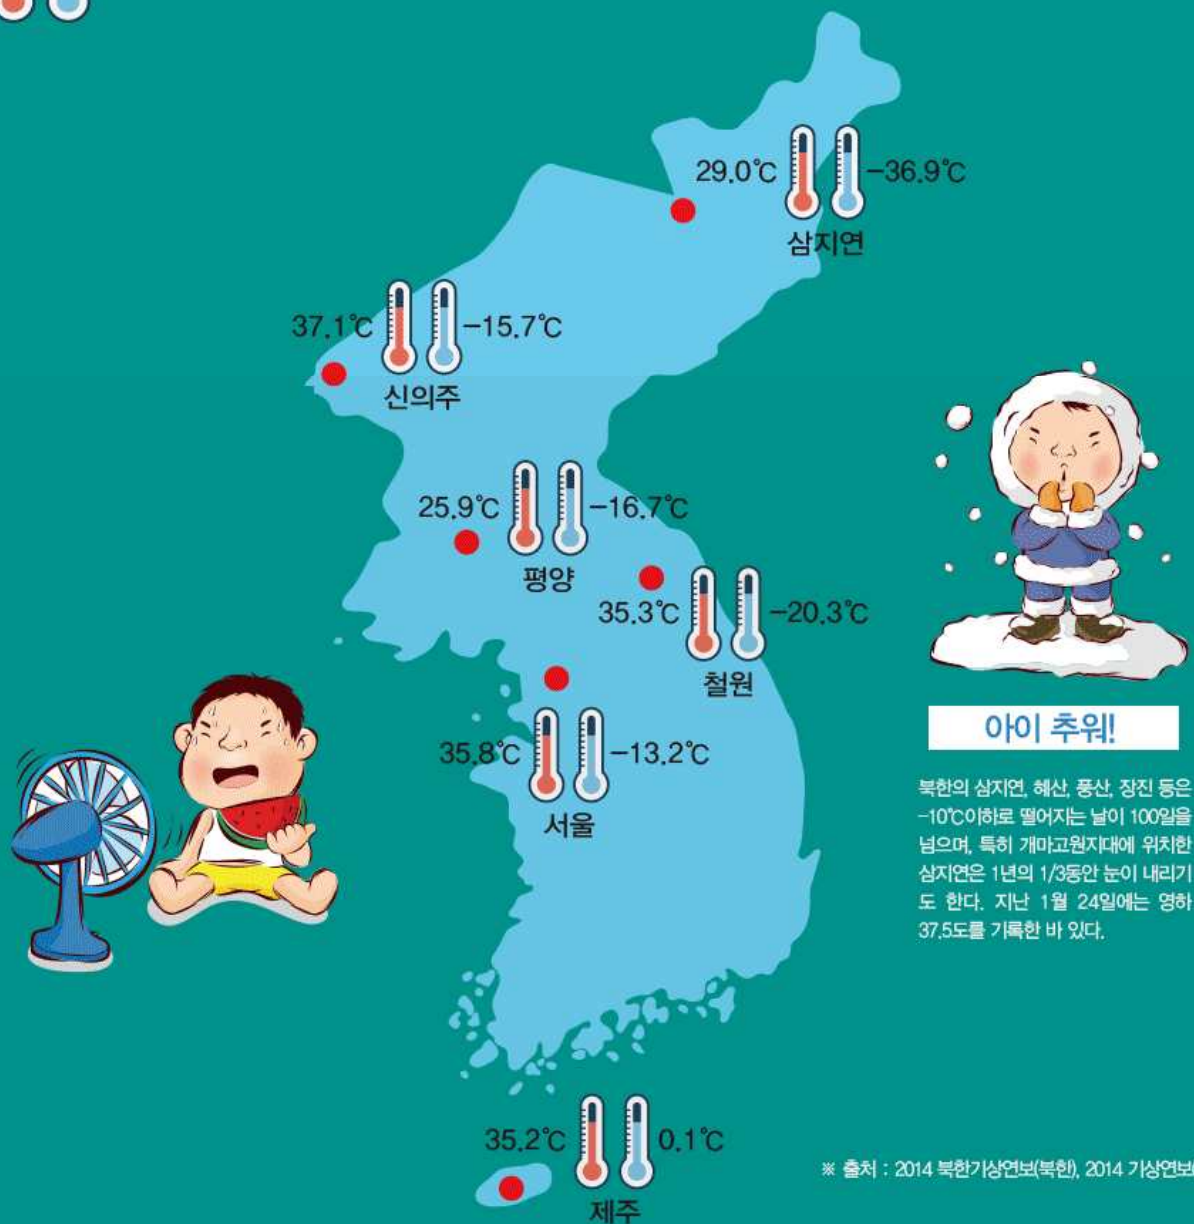 29.0℃ -36.9℃
삼지연
37.1℃ -15.7℃
신의주
25.9℃ -16.7℃
평양
35.3℃ -20.3℃
철원
35.8℃ -13.2℃
서울
아이 추워!
북한의 삼지연, 혜산, 풍산, 장진 등은
-10℃이하로 떨어지는 날이 100일을
넘으며, 특히 개마고원지대에 위치한
삼지연은 1년의 1/3동안 눈이 내리기
도 한다. 지난 1월 24일에는 영하
37.5도를 기록한 바 있다.
35.2℃ 0.1℃
제주
※ 출처 : 2014 북한기상연보(북한), 2014 기상연보(